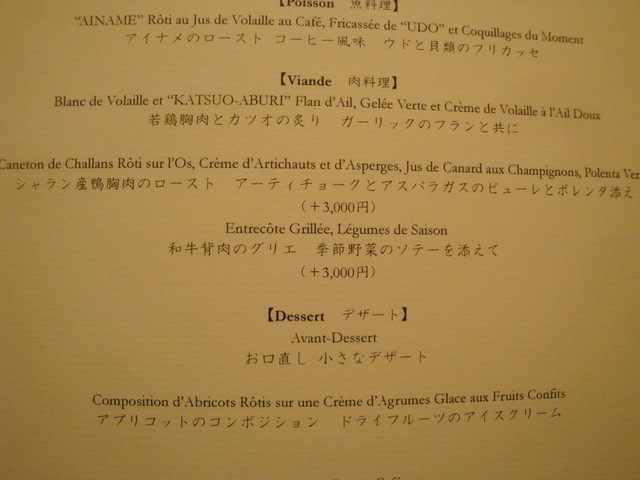 【Poisson　魚料理】
“AINAME” Rôti au Jus de Volaille au Café, Fricassée de “UDO” et Coquillages du Moment
アイナメのロースト コーヒー風味　ウドと貝類のフリカッセ
【Viande　肉料理】
Blanc de Volaille et “KATSUO-ABURI” Flan d’Ail, Gelée Verte et Crème de Volaille à l’Ail Doux
若鶏胸肉とカツオの炙り　ガーリックのフランと共に
Caneton de Challans Rôti sur l’Os, Crème d’Artichauts et d’Asperges, Jus de Canard aux Champignons, Polenta Ver
シャラン産鴨胸肉のロースト　アーティチョークとアスパラガスのピューレとポレンタ添え
（＋3,000円）
Entrecôte Grillée, Légumes de Saison
和牛背肉のグリエ　季節野菜のソテーを添えて
（＋3,000円）
【Dessert　デザート】
Avant-Dessert
お口直し 小さなデザート
Composition d’Abricots Rôtis sur une Crème d’Agrumes Glace aux Fruits Confits
アプリコットのコンポジション　ドライフルーツのアイスクリーム